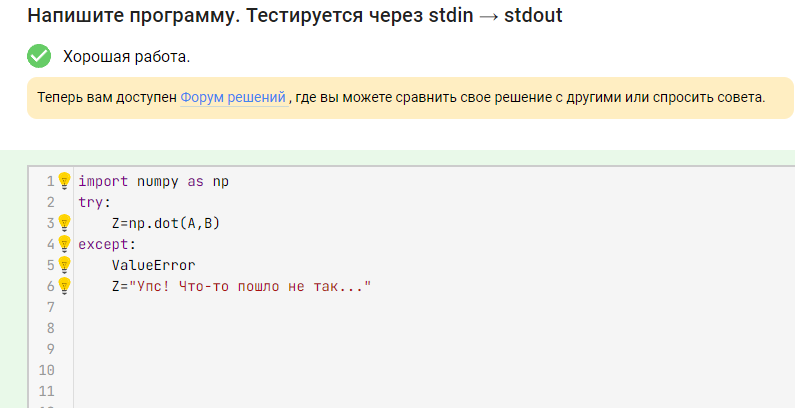 Напишите программу. Тестируется через stdin → stdout
Хорошая работа.
Теперь вам доступен Форум решений , где вы можете сравнить свое решение с другими или спросить совета.
1 import numpy as np
2 try:
3     Z=np.dot(A,B)
4 except:
5     ValueError
6     Z="Упс! Что-то пошло не так..."
7
8
9
10
11